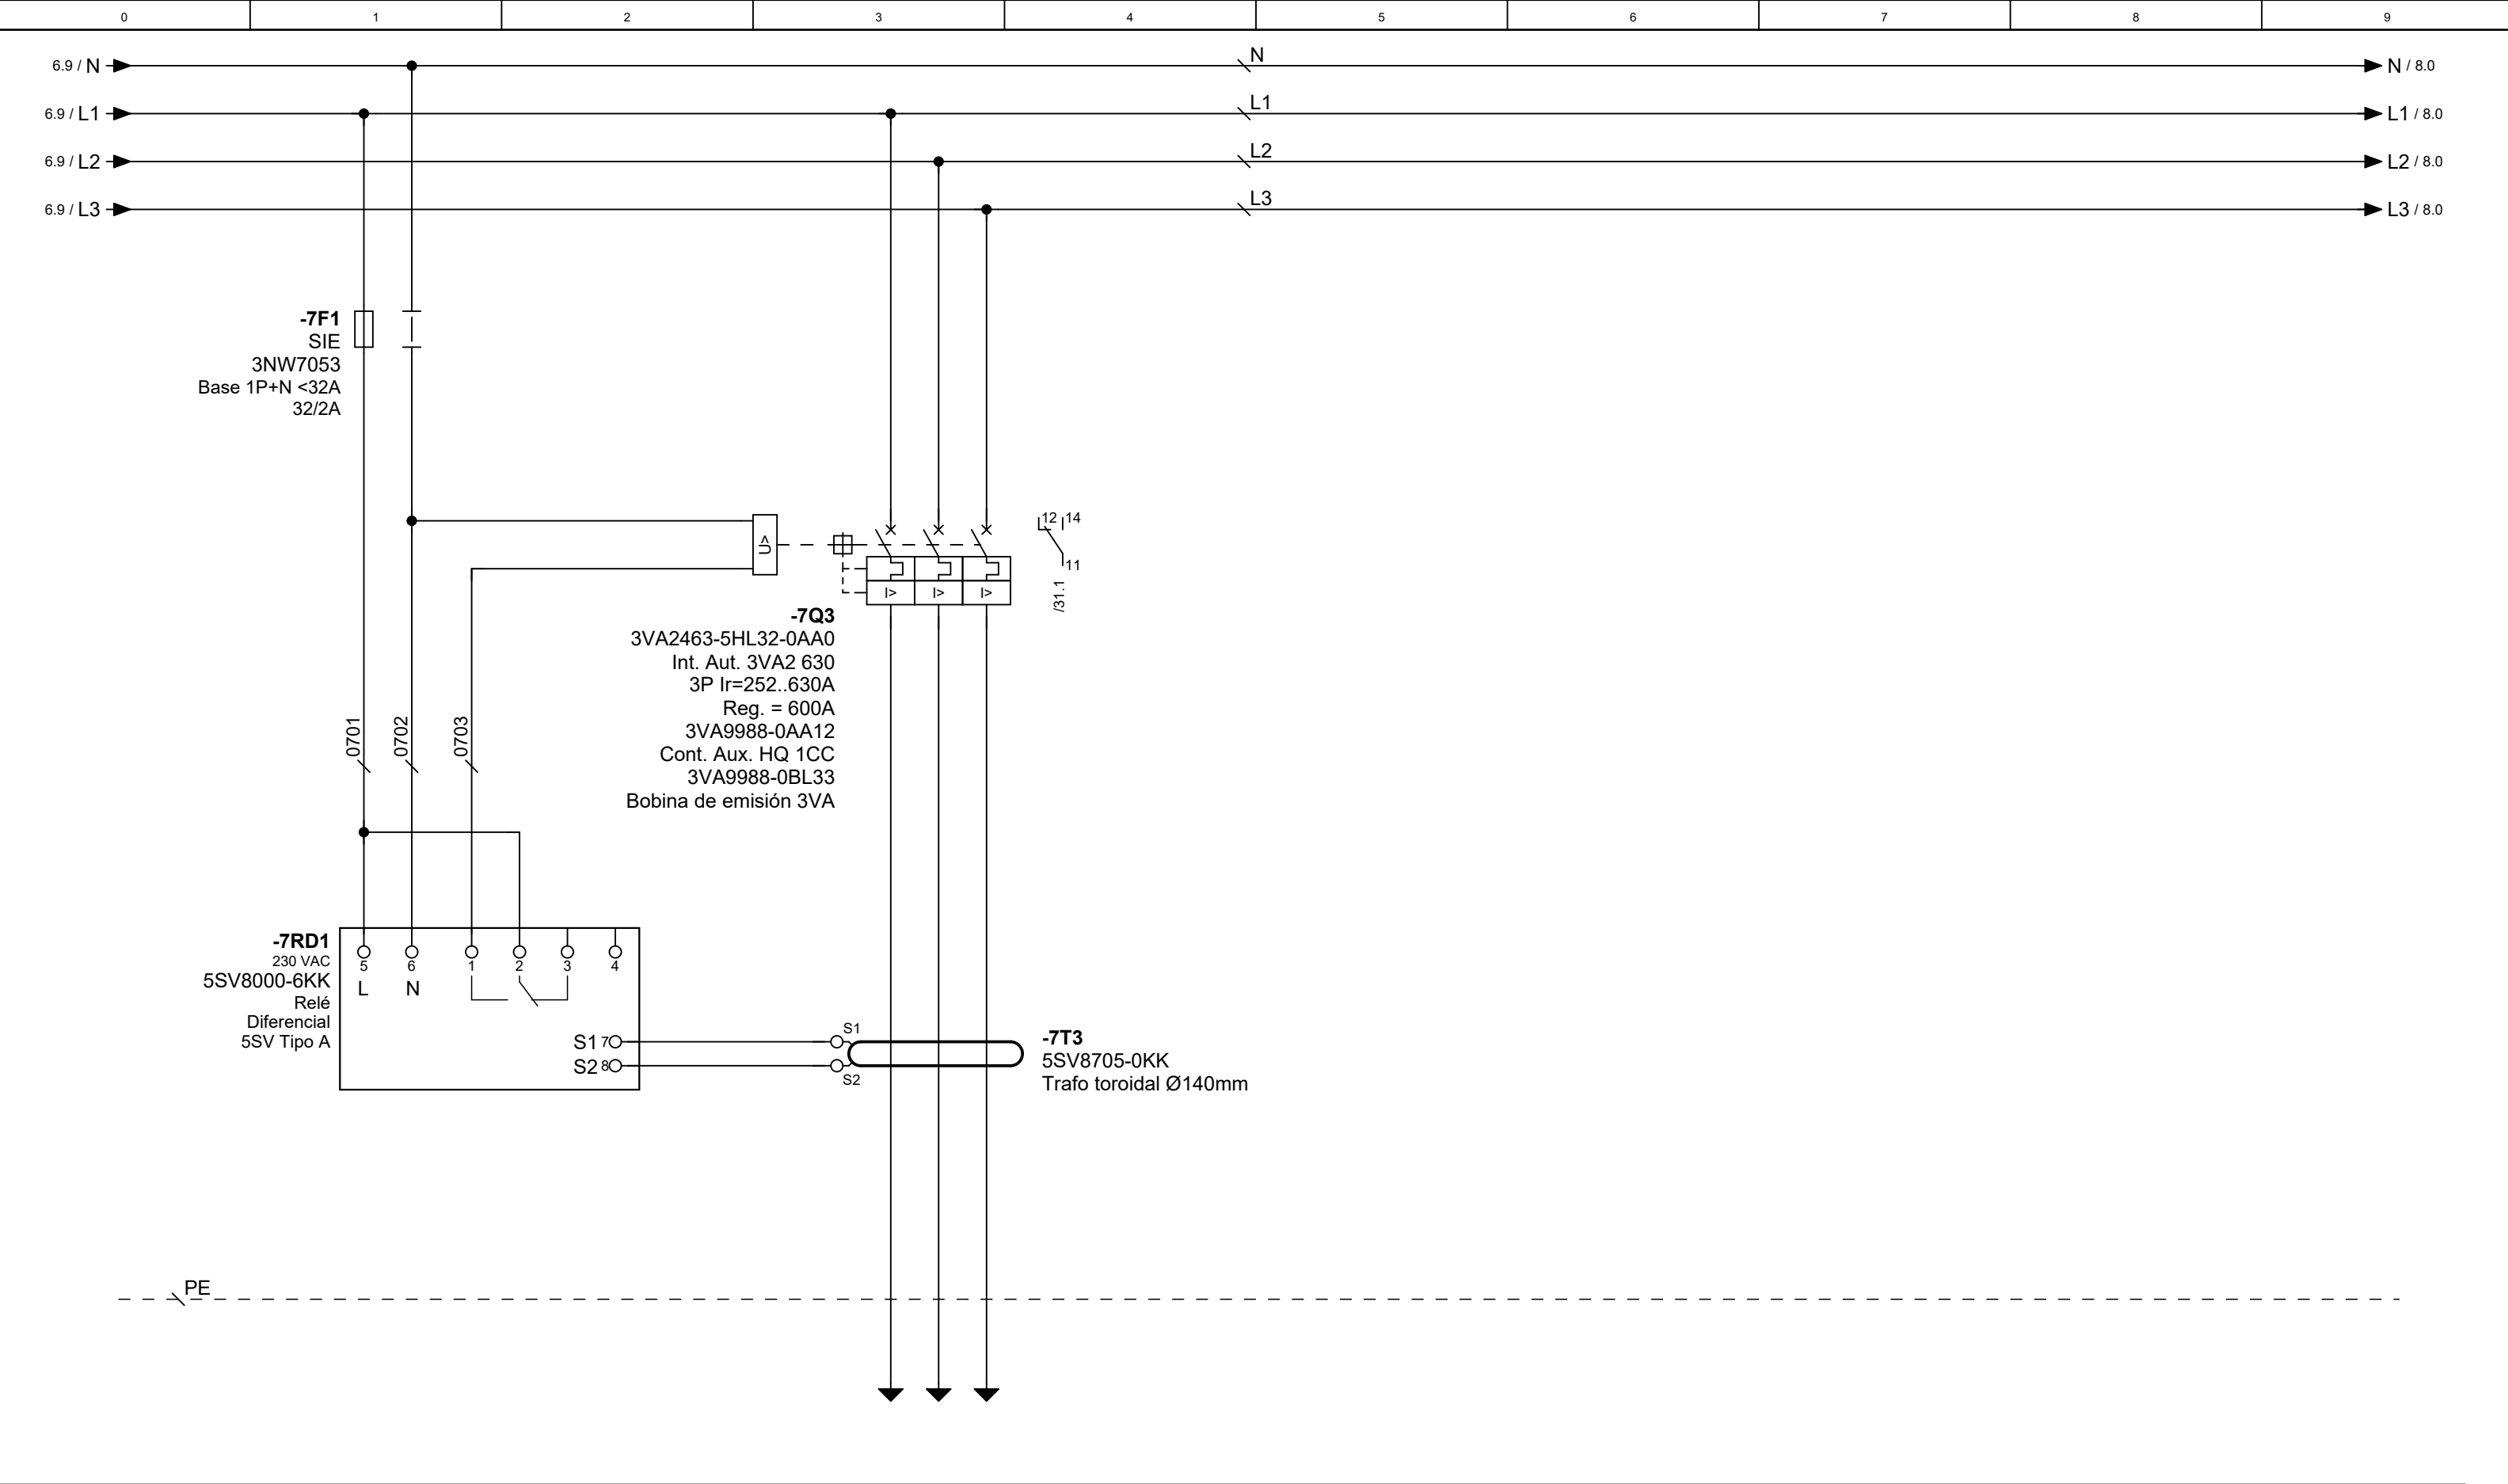 0 1 2 3 4 5 6 7 8 9
6.9 / N
N
N / 8.0
6.9 / L1
L1
L1 / 8.0
6.9 / L2
L2
L2 / 8.0
6.9 / L3
L3
L3 / 8.0
-7F1
SIE
3NW7053
Base 1P+N <32A
32/2A
U>
I> I> I>
12 14
11
/31.1
-7Q3
3VA2463-5HL32-0AA0
Int. Aut. 3VA2 630
3P Ir=252..630A
Reg. = 600A
3VA9988-0AA12
Cont. Aux. HQ 1CC
3VA9988-0BL33
Bobina de emisión 3VA
0701
0702
0703
-7RD1
230 VAC
5SV8000-6KK
Relé
Diferencial
5SV Tipo A
5 6 1 2 3 4
L N
S1 7
S2 8
S1
S2
-7T3
5SV8705-0KK
Trafo toroidal Ø140mm
PE